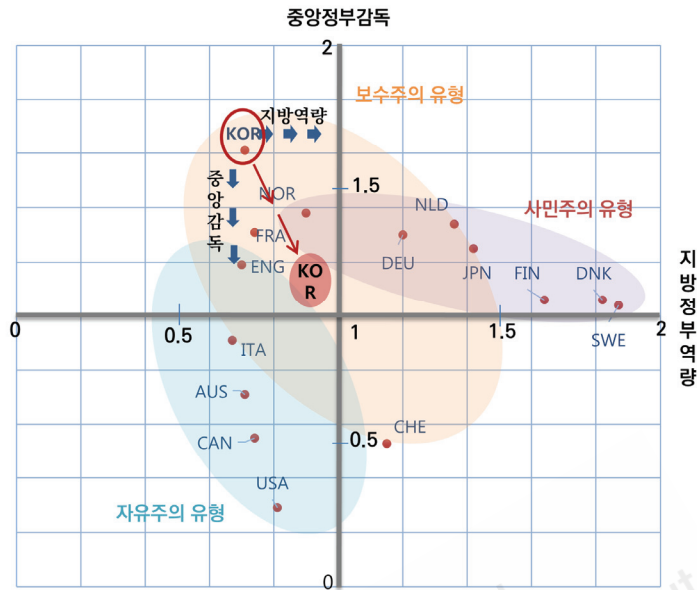 중앙정부감독
2
보수주의 유형
지방역량
KOR
중
앙
감
독
NOR
1.5
NLD
사민주의 유형
FRA
DEU
ENG
JPN
FIN
DNK
KO
R
지
방
정
부
역
량
0
0.5
1
1.5
2
SWE
ITA
AUS
CHE
CAN
0.5
USA
자유주의 유형
0